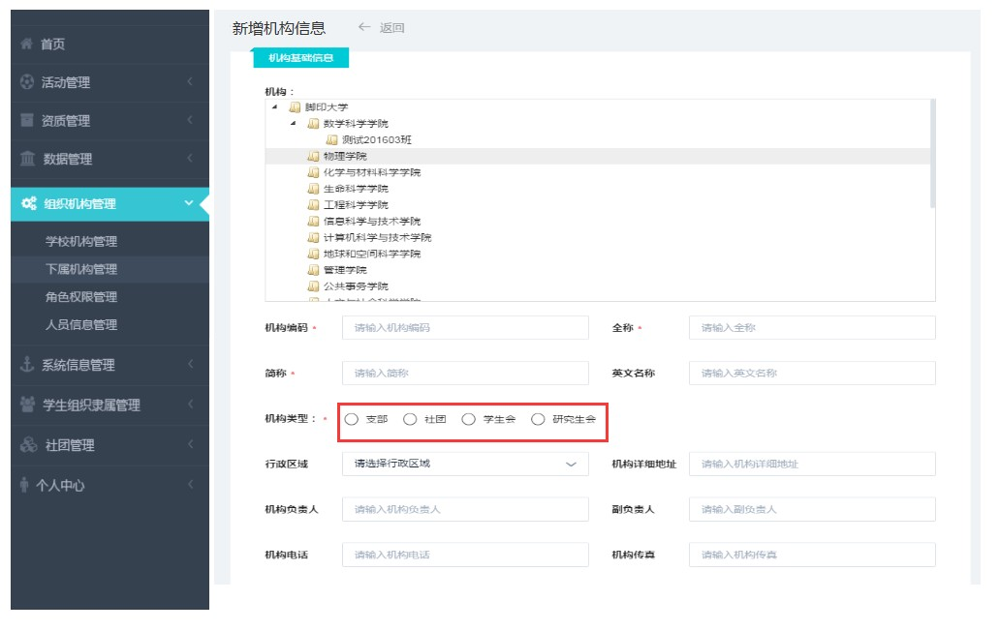 首页
活动管理
资质管理
数据管理
组织机构管理
学校机构管理
下属机构管理
角色权限管理
人员信息管理
系统信息管理
学生组织隶属管理
社团管理
个人中心
新增机构信息 ← 返回
机构基础信息
机构：
脚印大学
数学科学学院
测试201603班
物理学院
化学与材料科学学院
生命科学学院
工程科学学院
信息科学与技术学院
计算机科学与技术学院
地球和空间科学学院
管理学院
公共事务学院
机构编码 * 请输入机构编码 全称 * 请输入全称
简称 * 请输入简称 英文名称 请输入英文名称
机构类型： * 支部 社团 学生会 研究生会
行政区域 请选择行政区域 机构详细地址 请输入机构详细地址
机构负责人 请输入机构负责人 副负责人 请输入副负责人
机构电话 请输入机构电话 机构传真 请输入机构传真